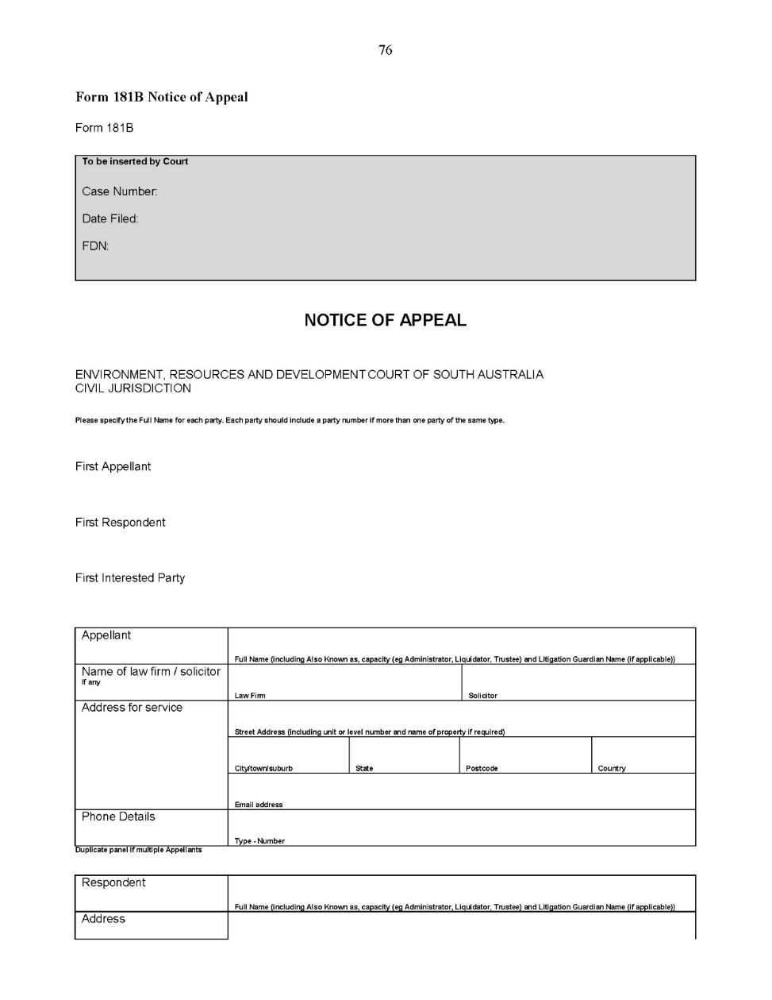 76
Form 181B Notice of Appeal
Form 181B
To be inserted by Court
Case Number:
Date Filed:
FDN:
NOTICE OF APPEAL
ENVIRONMENT, RESOURCES AND DEVELOPMENT COURT OF SOUTH AUSTRALIA
CIVIL JURISDICTION
Please specify the Full Name for each party. Each party should include a party number if more than one party of the same type.
First Appellant
First Respondent
First Interested Party
Appellant
Full Name (including Also Known as, capacity (eg Administrator, Liquidator, Trustee) and Litigation Guardian Name (if applicable))
Name of law firm / solicitor
If any
Law Firm Solicitor
Address for service
Street Address (including unit or level number and name of property if required)
City/town/suburb State Postcode Country
Email address
Phone Details
Type - Number
Duplicate panel if multiple Appellants
Respondent
Full Name (including Also Known as, capacity (eg Administrator, Liquidator, Trustee) and Litigation Guardian Name (if applicable))
Address